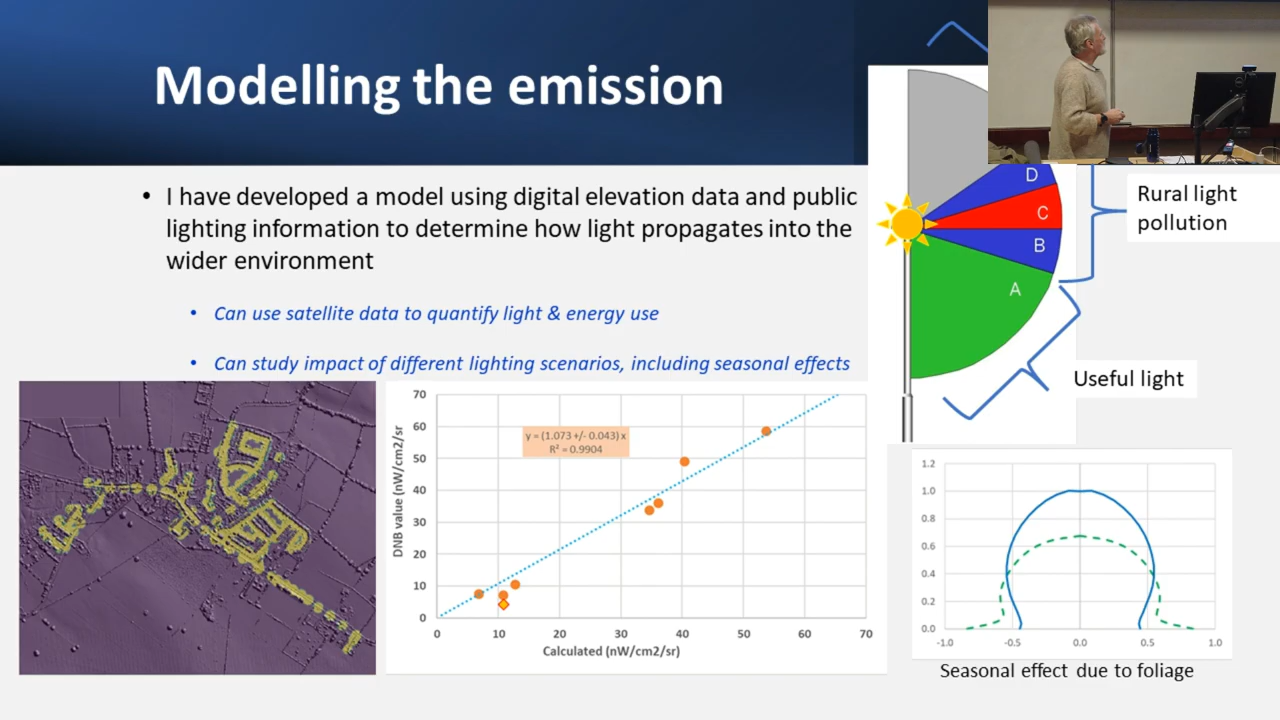 Modelling the emission
• I have developed a model using digital elevation data and public
lighting information to determine how light propagates into the
wider environment
• Can use satellite data to quantify light & energy use
• Can study impact of different lighting scenarios, including seasonal effects
D
C
B
A
Rural light
pollution
Useful light
70
60
50
40
30
20
10
0
DNB value (nW/cm2/sr)
y = (1.073 +/- 0.043) x
R² = 0.9904
0 10 20 30 40 50 60 70
Calculated (nW/cm2/sr)
1.2
1.0
0.8
0.6
0.4
0.2
0.0
-1.0 -0.5 0.0 0.5 1.0
Seasonal effect due to foliage